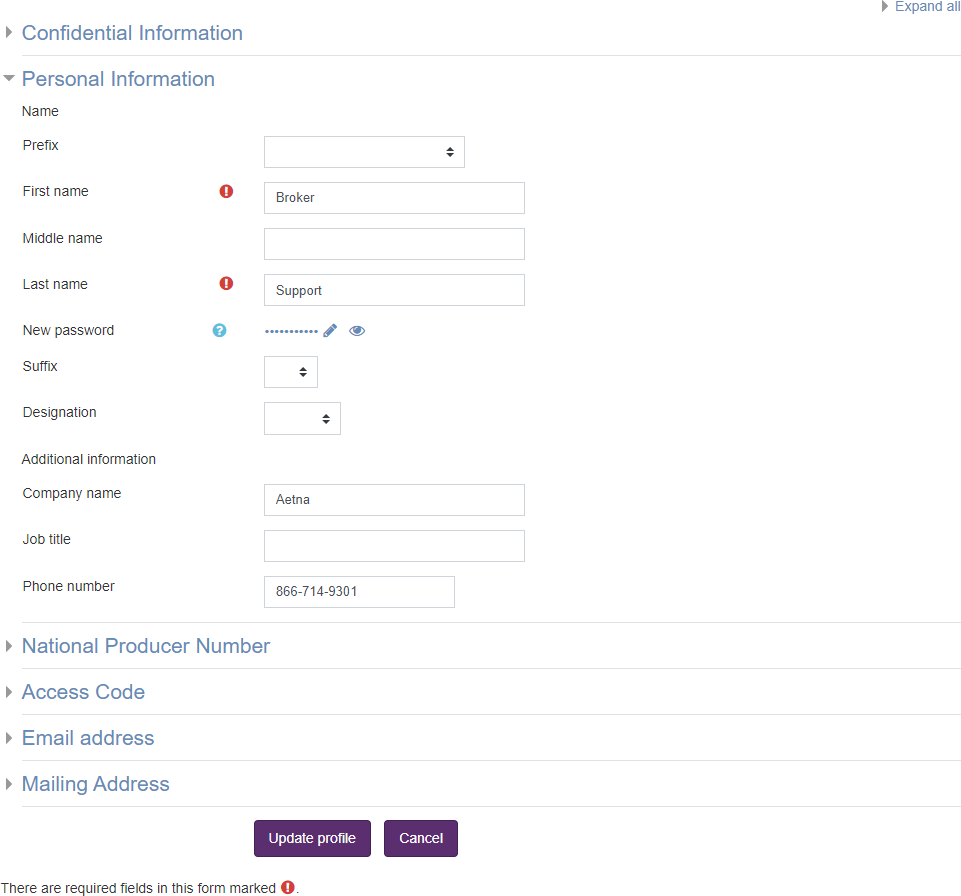 Expand all
Confidential Information
Personal Information
Name
Prefix
First name Broker
Middle name
Last name Support
New password •••••••••••
Suffix
Designation
Additional information
Company name Aetna
Job title
Phone number 866-714-9301
National Producer Number
Access Code
Email address
Mailing Address
Update profile Cancel
There are required fields in this form marked .